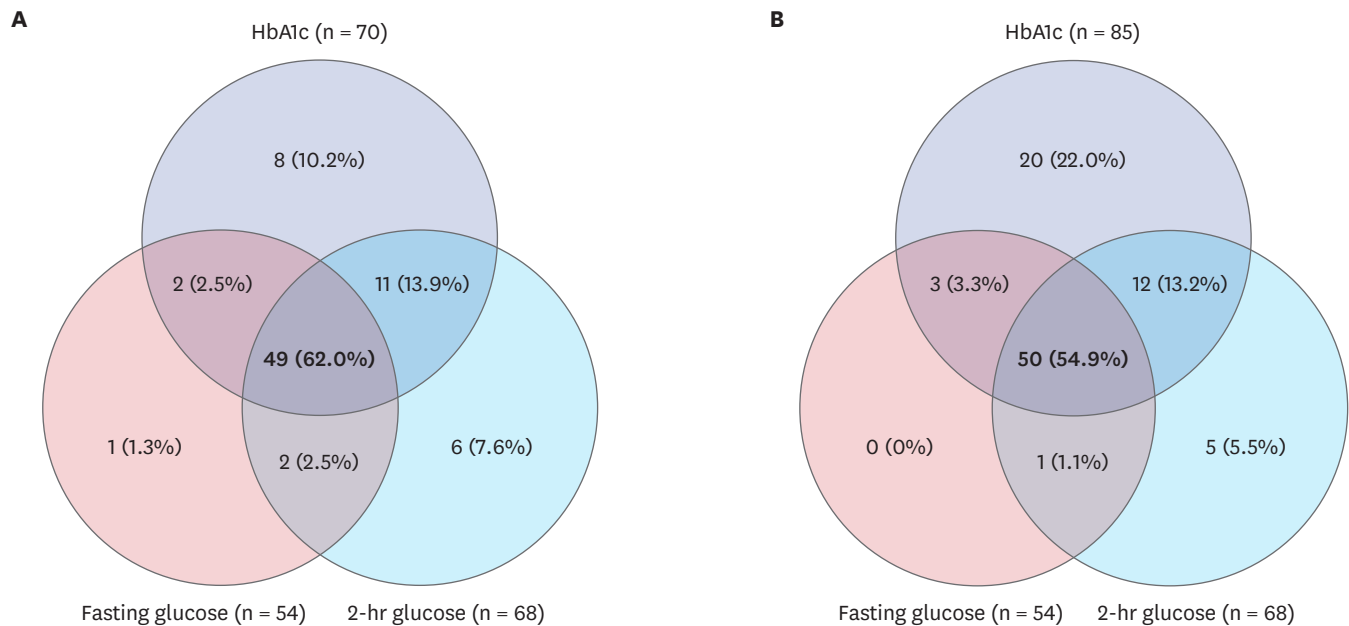 A
HbA1c (n = 70)
8 (10.2%)
2 (2.5%)
11 (13.9%)
49 (62.0%)
1 (1.3%)
2 (2.5%)
6 (7.6%)
Fasting glucose (n = 54)
2-hr glucose (n = 68)
B
HbA1c (n = 85)
20 (22.0%)
3 (3.3%)
12 (13.2%)
50 (54.9%)
0 (0%)
1 (1.1%)
5 (5.5%)
Fasting glucose (n = 54)
2-hr glucose (n = 68)